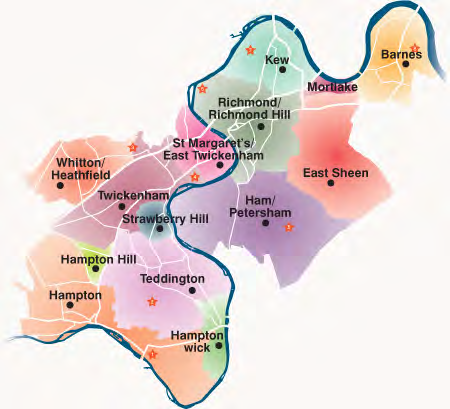 Barnes
Kew
Mortlake
Richmond/
Richmond Hill
St Margaret's/
East Twickenham
Whitton/
Heathfield
East Sheen
Twickenham
Ham/
Petersham
Strawberry Hill
Hampton Hill
Teddington
Hampton
Hampton
wick